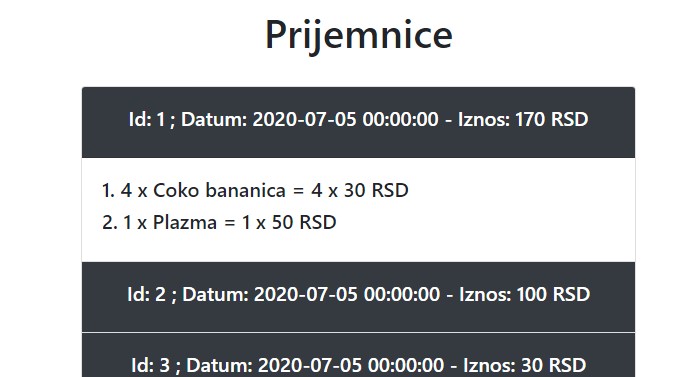 Prijemnice
Id: 1 ; Datum: 2020-07-05 00:00:00 - Iznos: 170 RSD
1. 4 x Coko bananica = 4 x 30 RSD
2. 1 x Plazma = 1 x 50 RSD
Id: 2 ; Datum: 2020-07-05 00:00:00 - Iznos: 100 RSD
Id: 3 ; Datum: 2020-07-05 00:00:00 - Iznos: 30 RSD